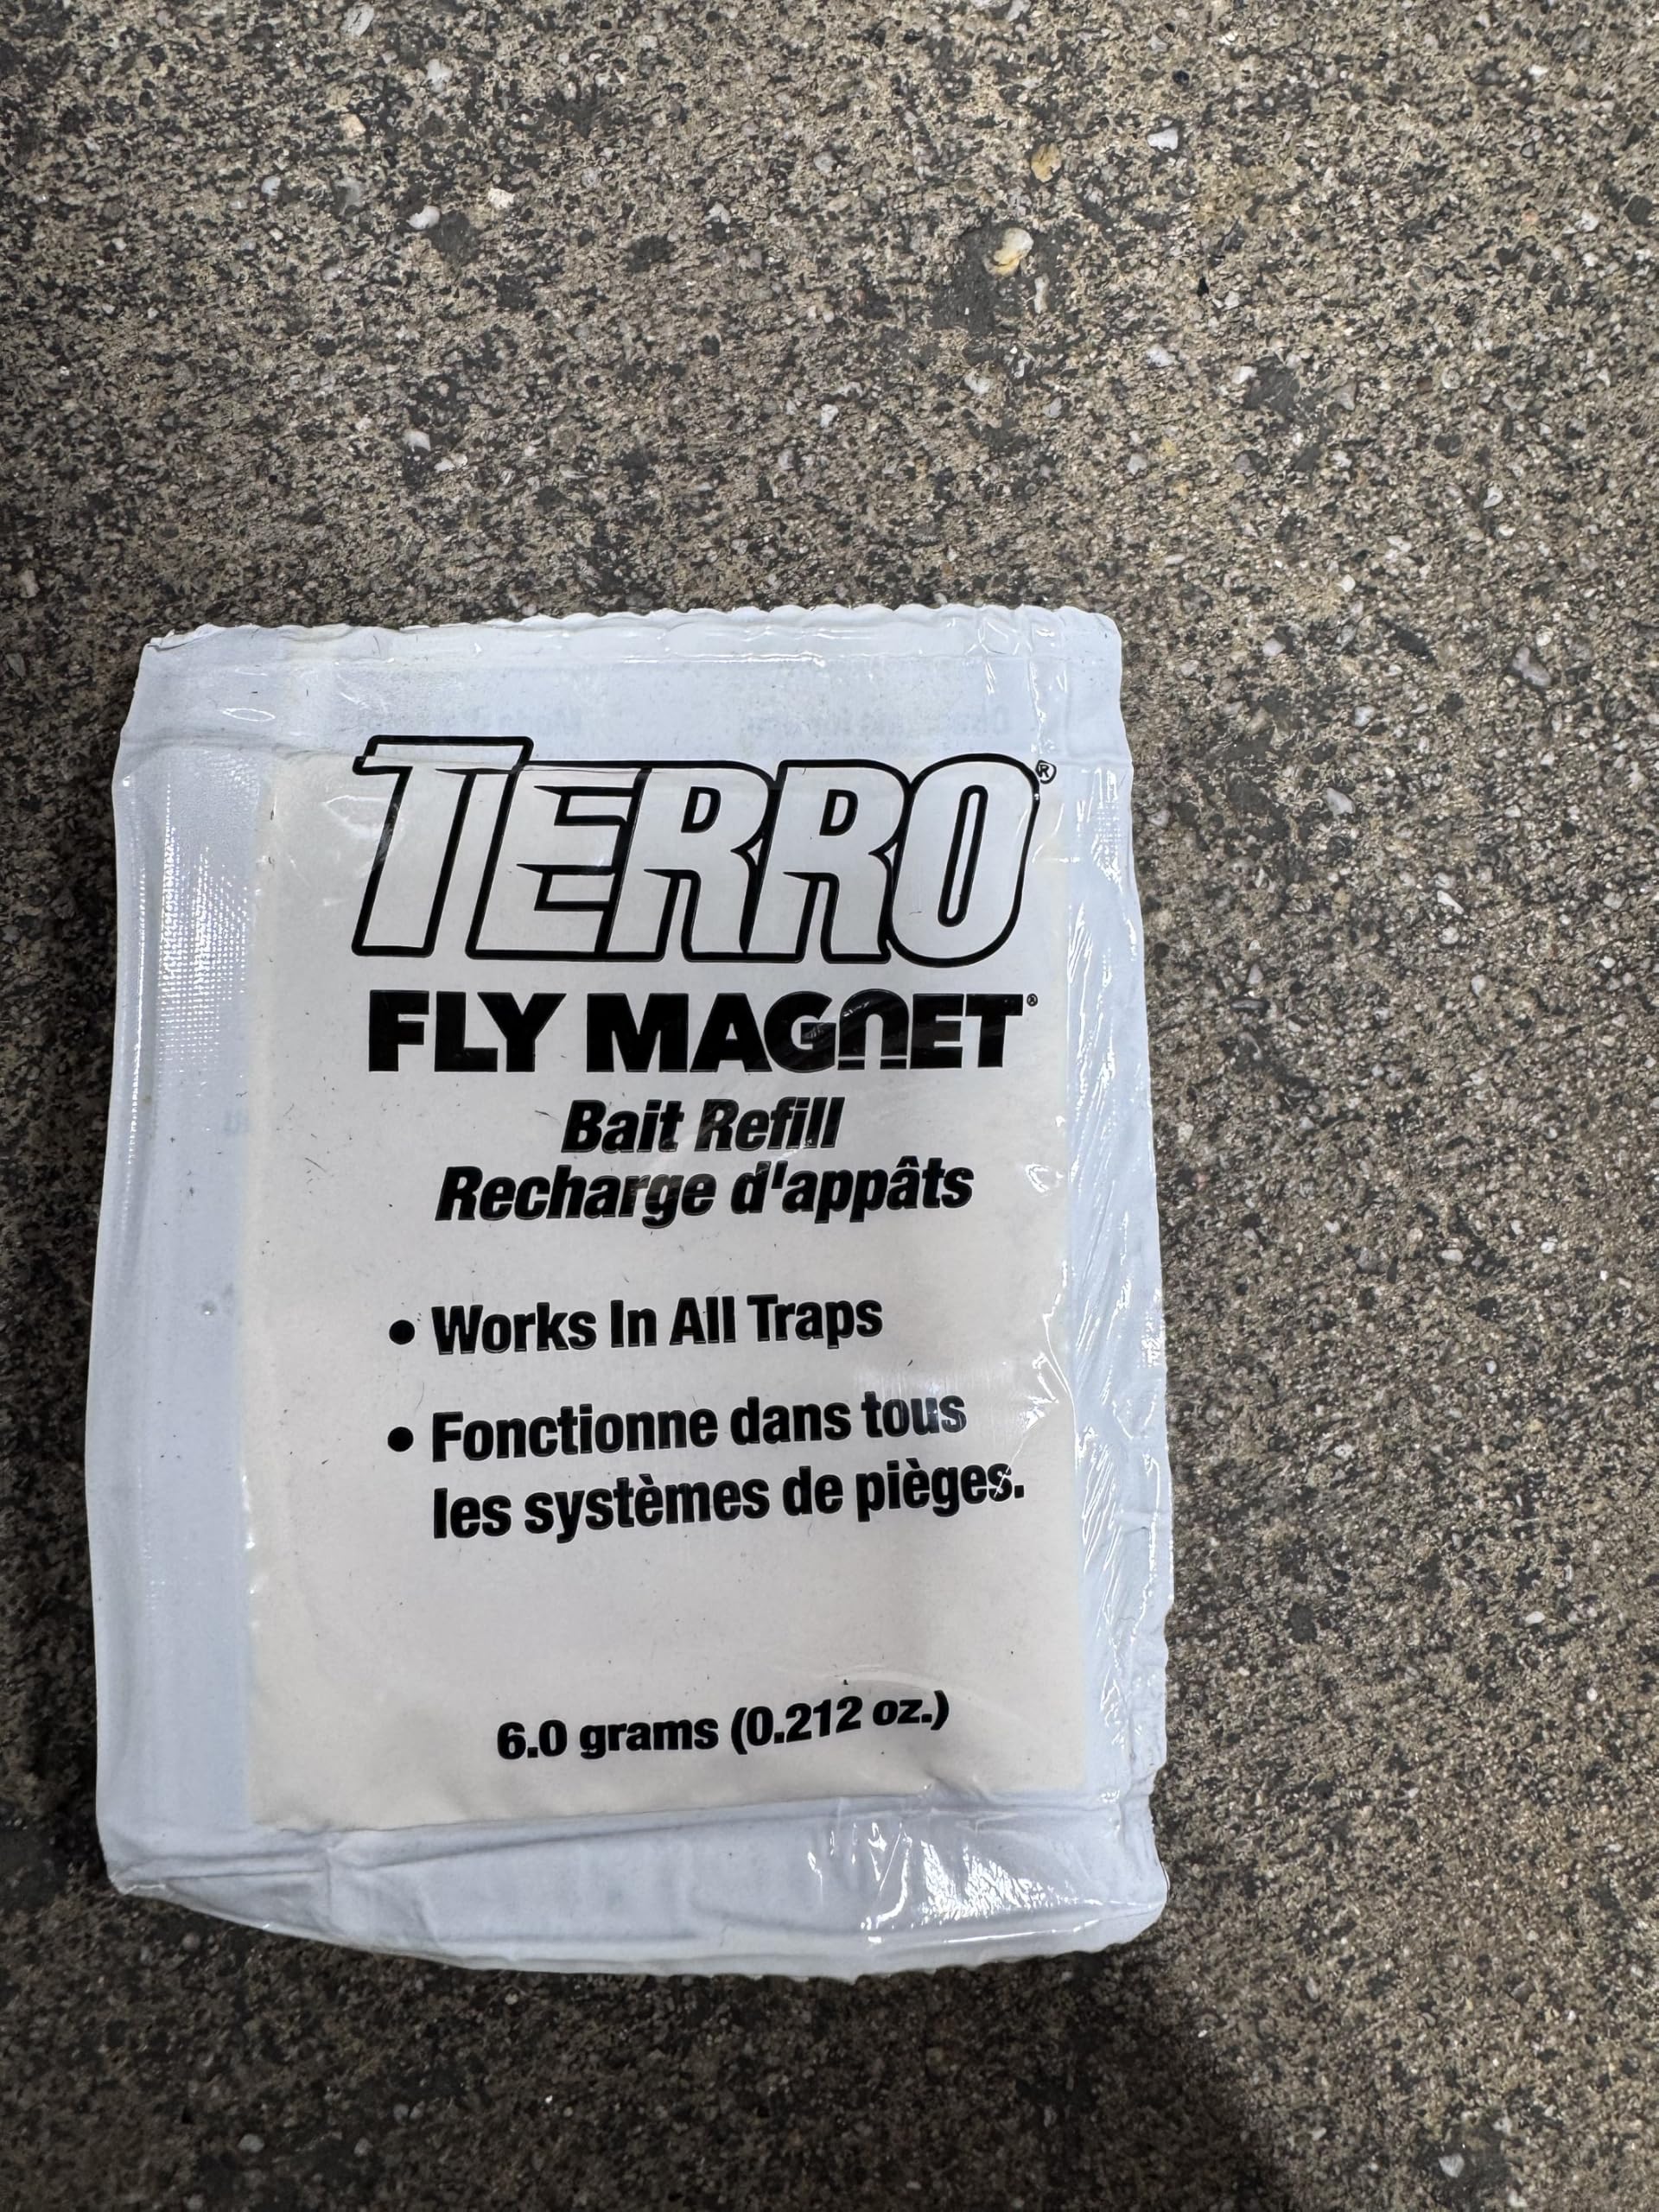 TERRO®
FLY MAGNET®
Bait Refill
Recharge d'appâts
• Works In All Traps
• Fonctionne dans tous
les systèmes de pièges.
6.0 grams (0.212 oz.)